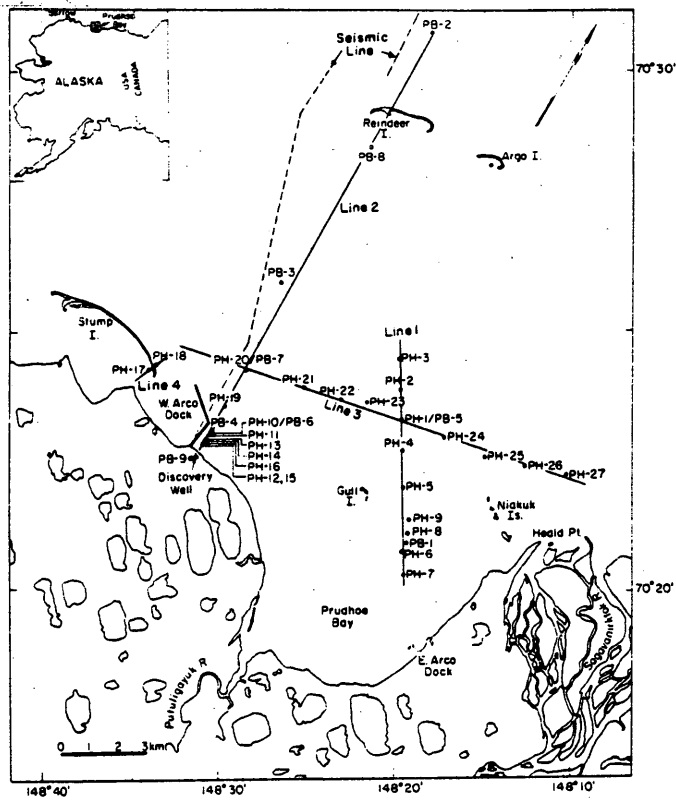 Barrow
Prudhoe
Bay
ALASKA
USA
CANADA
Seismic
Line
PB-2
70°30'
Reindeer
I.
PB-8
Argo I.
Line 2
PB-3
Stump
I.
Line 1
PH-18
PH-17
Line 4
PH-20/PB-7
PH-3
PH-21
PH-2
PH-22
PH-23
Line 3
PH-19
W. Arco
Dock
PB-4
PH-10/PB-6
PH-11
PH-13
PH-14
PH-16
PH-12,15
PH-1/PB-5
PH-24
PH-4
PH-25
PH-26
PH-27
PB-9
Discovery
Well
Gull
I.
PH-5
Niakuk
Is.
PH-9
PH-8
PB-1
PH-6
PH-7
Heald Pt.
70°20'
Prudhoe
Bay
E. Arco
Dock
Putuligayuk R
Sagavanirktok R
0 1 2 3km
148°40'
148°30'
148°20'
148°10'